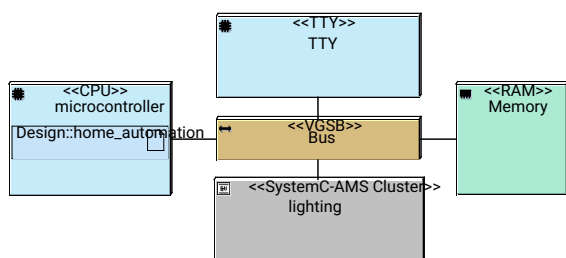 <<TTY>>
TTY
<<CPU>>
microcontroller
Design::home_automation
<<VGSB>>
Bus
<<RAM>>
Memory
<<SystemC-AMS Cluster>>
lighting